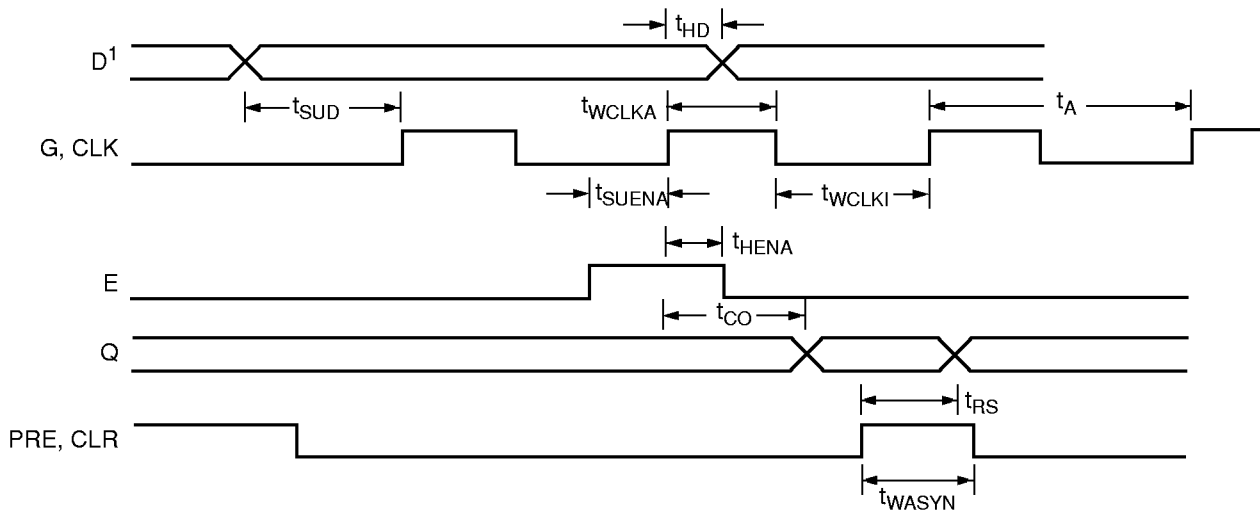 tHD
D1
tSUD
tWCLKA
tA
G, CLK
tSUENA
tWCLKI
tHENA
E
tCO
Q
tRS
PRE, CLR
tWASYN